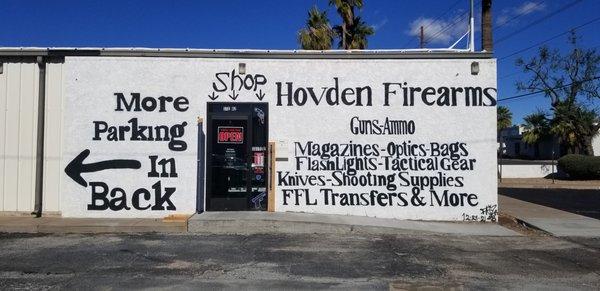 More
Parking
In
Back
Shop
OPEN
Hovden Firearms
Guns-Ammo
Magazines-Optics-Bags
Flashlights-Tactical Gear
Knives-Shooting Supplies
FFL Transfers & More